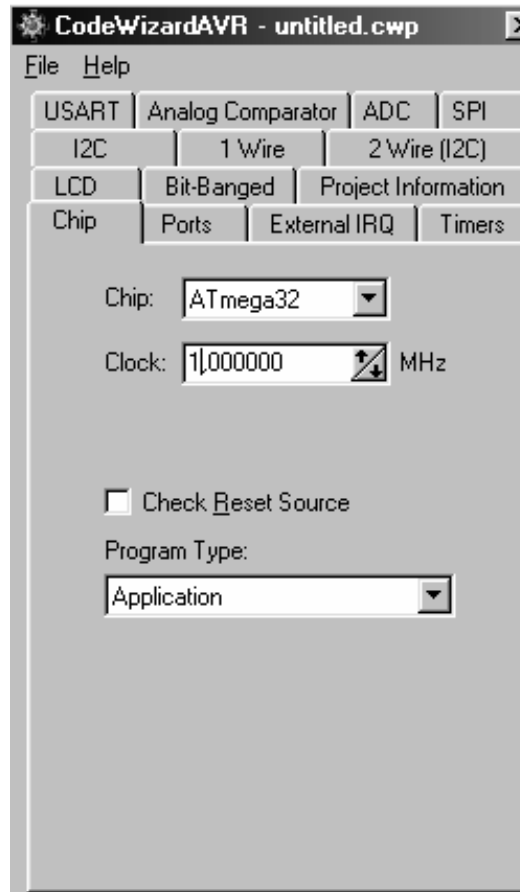 CodeWizardAVR - untitled.cwp
File Help
USART Analog Comparator ADC SPI
I2C 1 Wire 2 Wire (I2C)
LCD Bit-Banged Project Information
Chip Ports External IRQ Timers
Chip: ATmega32
Clock: 1,000000 MHz
Check Reset Source
Program Type:
Application